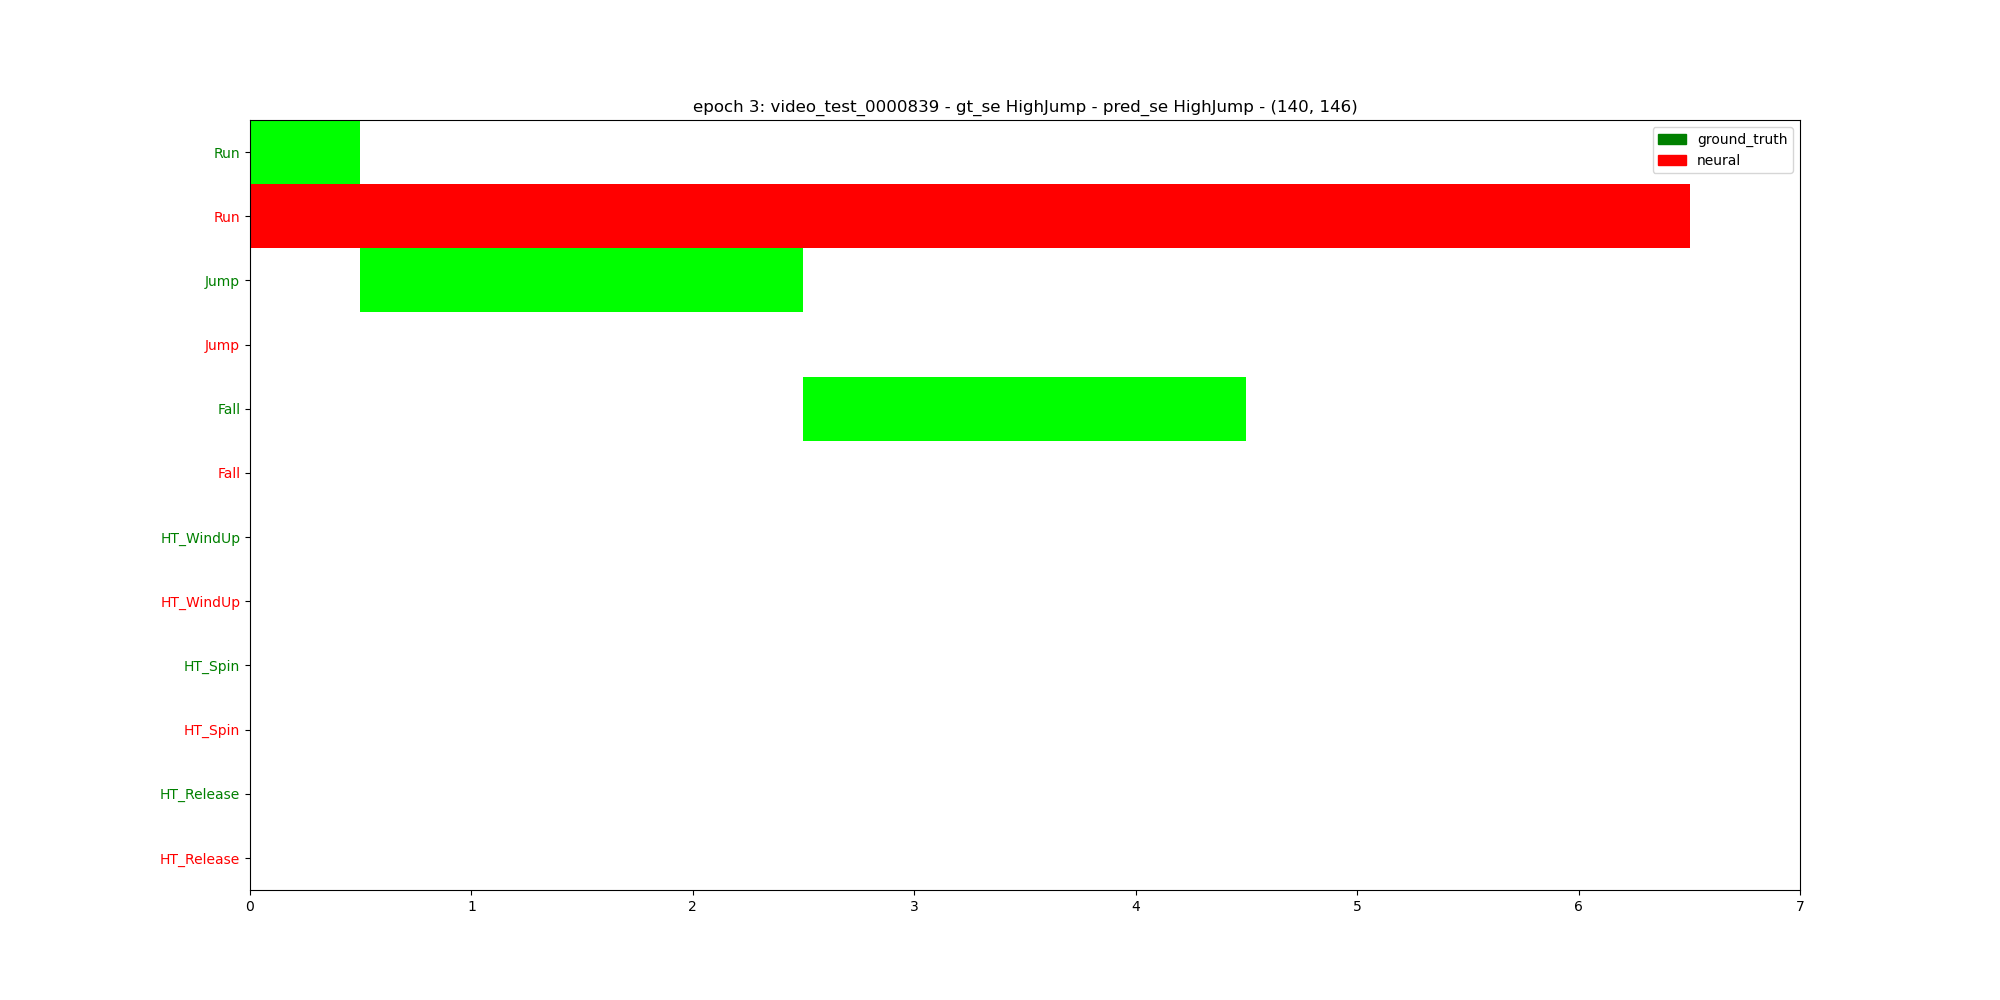 epoch 3: video_test_0000839 - gt_se HighJump - pred_se HighJump - (140, 146)
ground_truth
neural
Run
Run
Jump
Jump
Fall
Fall
HT_WindUp
HT_WindUp
HT_Spin
HT_Spin
HT_Release
HT_Release
0 1 2 3 4 5 6 7